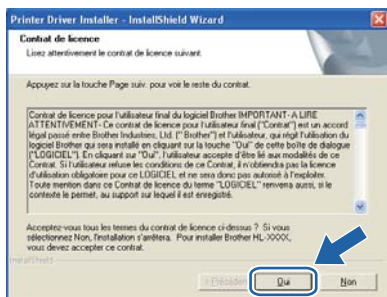 Printer Driver Installer - InstallShield Wizard
Contrat de licence
Lisez attentivement le contrat de licence suivant.
Appuyez sur la touche Page suiv. pour voir le reste du contrat.
Contrat de licence pour l'utilisateur final du logiciel Brother IMPORTANT- A LIRE
ATTENTIVEMENT- Ce contrat de licence pour l'utilisateur final ("Contrat") est un accord
légal passé entre Brother Industries, Ltd. (" Brother") et l'utilisateur, qui régit l'utilisation du
logiciel Brother qui sera installé en cliquant sur la touche "Oui" de cette boîte de dialogue
("LOGICIEL"). En cliquant sur "Oui", l'utilisateur accepte d'être lié aux modalités de ce
Contrat. Si l'utilisateur refuse les conditions de ce Contrat, il n'obtiendra pas la licence
d'utilisation obligatoire pour ce LOGICIEL et ne sera donc pas autorisé à l'exploiter.
Toute mention dans ce Contrat de licence du terme "LOGICIEL" renverra aussi, si le
contexte le permet, au support sur lequel il est enregistré.
Acceptez-vous tous les termes du contrat de licence ci-dessus ? Si vous
sélectionnez Non, l'installation s'arrêtera. Pour installer Brother HL-XXXX,
vous devez accepter ce contrat.
InstallShield
< Précédent Oui Non